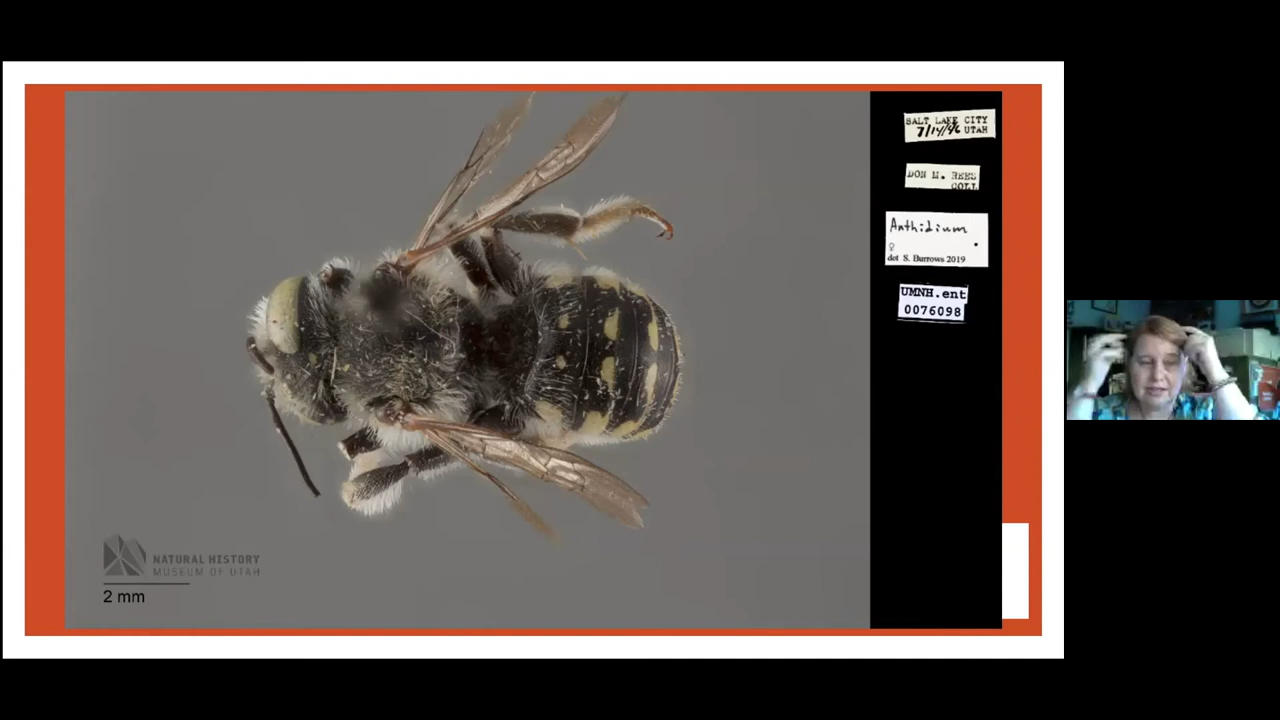 SALT LAKE CITY
7/14/46 UTAH
DON M. REES
COLL
Anthidium
♀
det S. Burrows 2019
UMNH.ent
0076098
NATURAL HISTORY
MUSEUM OF UTAH
2 mm